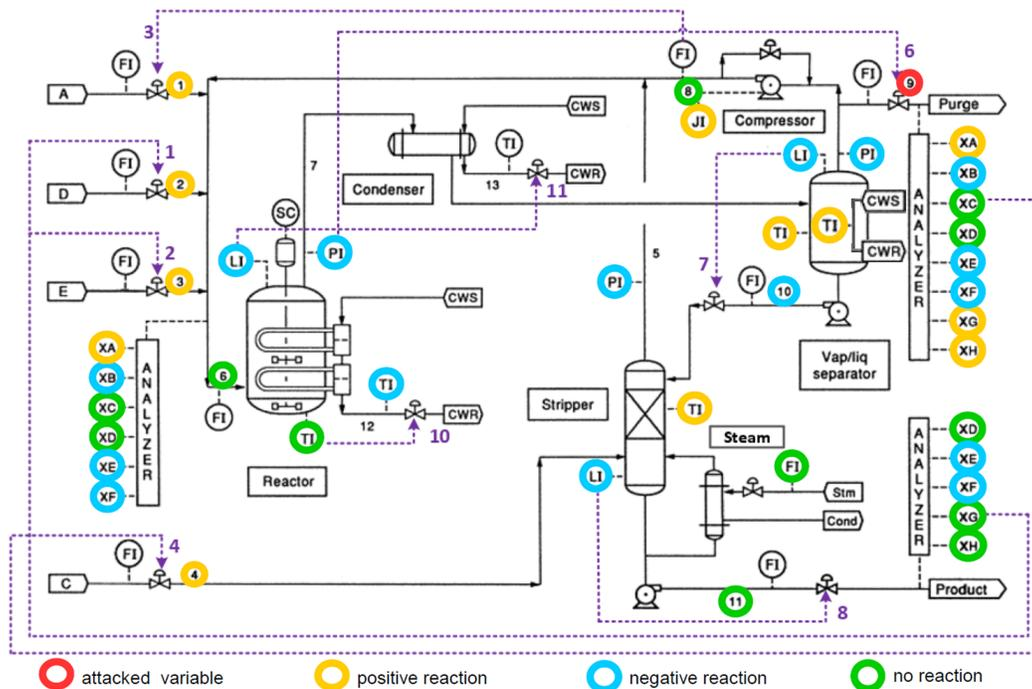 3
6
FI
FI
FI
9
A
1
8
CWS
Purge
JI
Compressor
1
FI
7
TI
LI
PI
XA
D
2
CWR
XB
13
Condenser
11
A
N
A
L
Y
Z
E
R
CWS
XC
SC
TI
TI
XD
2
FI
LI
PI
7
5
CWR
XE
E
3
PI
FI
10
XF
CWS
XG
XA
XH
XB
A
N
A
L
Y
Z
E
R
6
TI
Vap/liq
separator
XC
FI
Stripper
TI
XD
CWR
12
TI
10
Steam
XD
XE
A
N
A
L
Y
Z
E
R
XE
XF
Reactor
LI
FI
XF
Stm
XG
Cond
XH
4
FI
FI
C
4
Product
11
8
attacked variable
positive reaction
negative reaction
no reaction